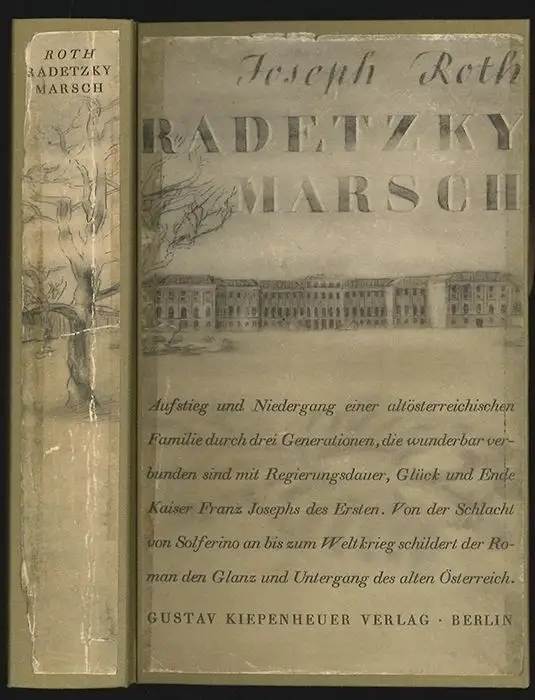 ROTH
RADETZKY
MARSCH
Joseph Roth
RADETZKY
MARSCH
Aufstieg und Niedergang einer altösterreichischen
Familie durch drei Generationen, die wunderbar ver-
bunden sind mit Regierungsdauer, Glück und Ende
Kaiser Franz Josephs des Ersten. Von der Schlacht
von Solferino an bis zum Weltkrieg schildert der Ro-
man den Glanz und Untergang des alten Österreich.
GUSTAV KIEPENHEUER VERLAG · BERLIN